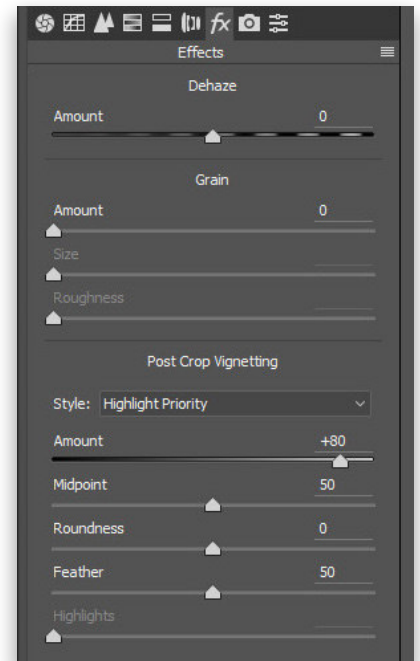 fx
Effects
Dehaze
Amount 0
Grain
Amount 0
Size
Roughness
Post Crop Vignetting
Style: Highlight Priority
Amount +80
Midpoint 50
Roundness 0
Feather 50
Highlights